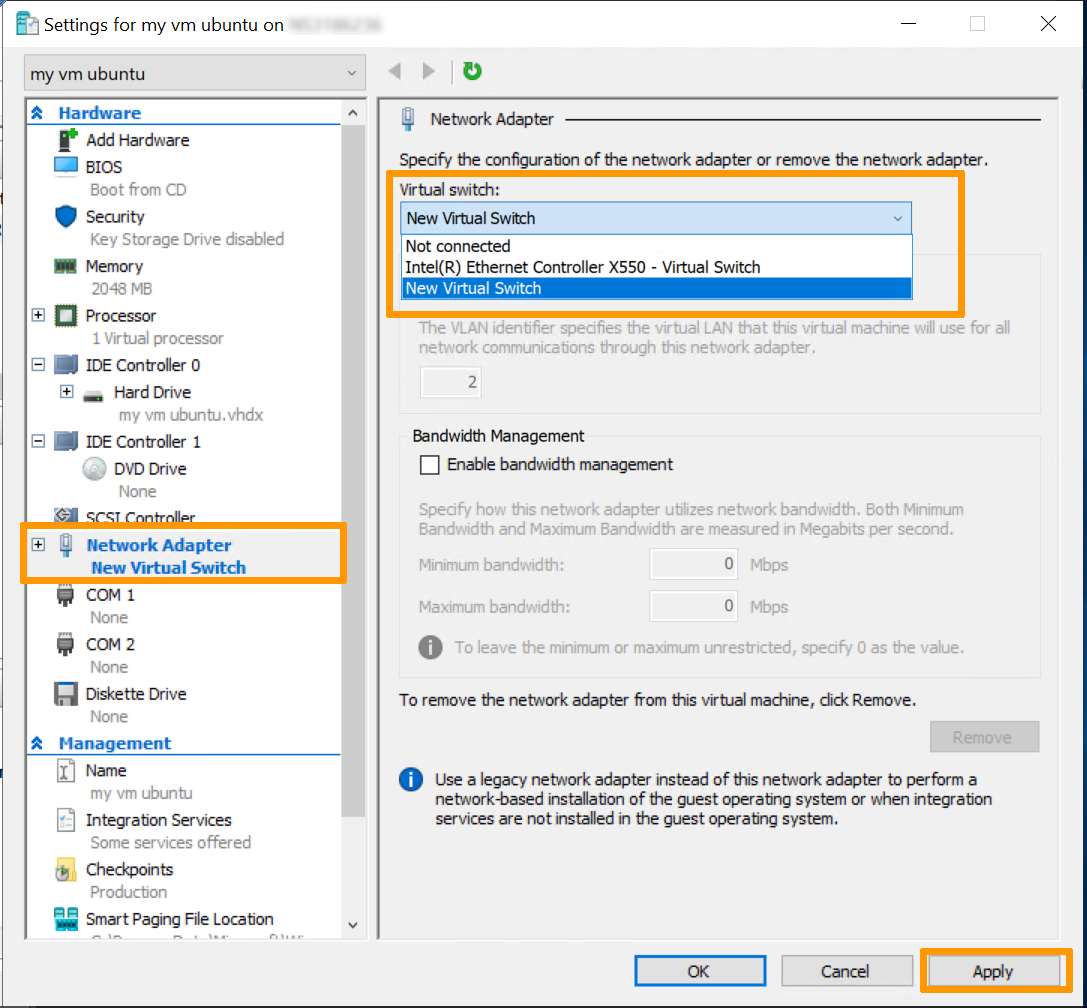 Settings for my vm ubuntu on
my vm ubuntu
Hardware
Add Hardware
BIOS
Boot from CD
Security
Key Storage Drive disabled
Memory
2048 MB
Processor
1 Virtual processor
IDE Controller 0
Hard Drive
my vm ubuntu.vhdx
IDE Controller 1
DVD Drive
None
SCSI Controller
Network Adapter
New Virtual Switch
COM 1
None
COM 2
None
Diskette Drive
None
Management
Name
my vm ubuntu
Integration Services
Some services offered
Checkpoints
Production
Smart Paging File Location
Network Adapter
Specify the configuration of the network adapter or remove the network adapter.
Virtual switch:
New Virtual Switch
Not connected
Intel(R) Ethernet Controller X550 - Virtual Switch
New Virtual Switch
The VLAN identifier specifies the virtual LAN that this virtual machine will use for all
network communications through this network adapter.
2
Bandwidth Management
Enable bandwidth management
Specify how this network adapter utilizes network bandwidth. Both Minimum
Bandwidth and Maximum Bandwidth are measured in Megabits per second.
Minimum bandwidth: 0 Mbps
Maximum bandwidth: 0 Mbps
To leave the minimum or maximum unrestricted, specify 0 as the value.
To remove the network adapter from this virtual machine, click Remove.
Remove
Use a legacy network adapter instead of this network adapter to perform a
network-based installation of the guest operating system or when integration
services are not installed in the guest operating system.
OK Cancel Apply